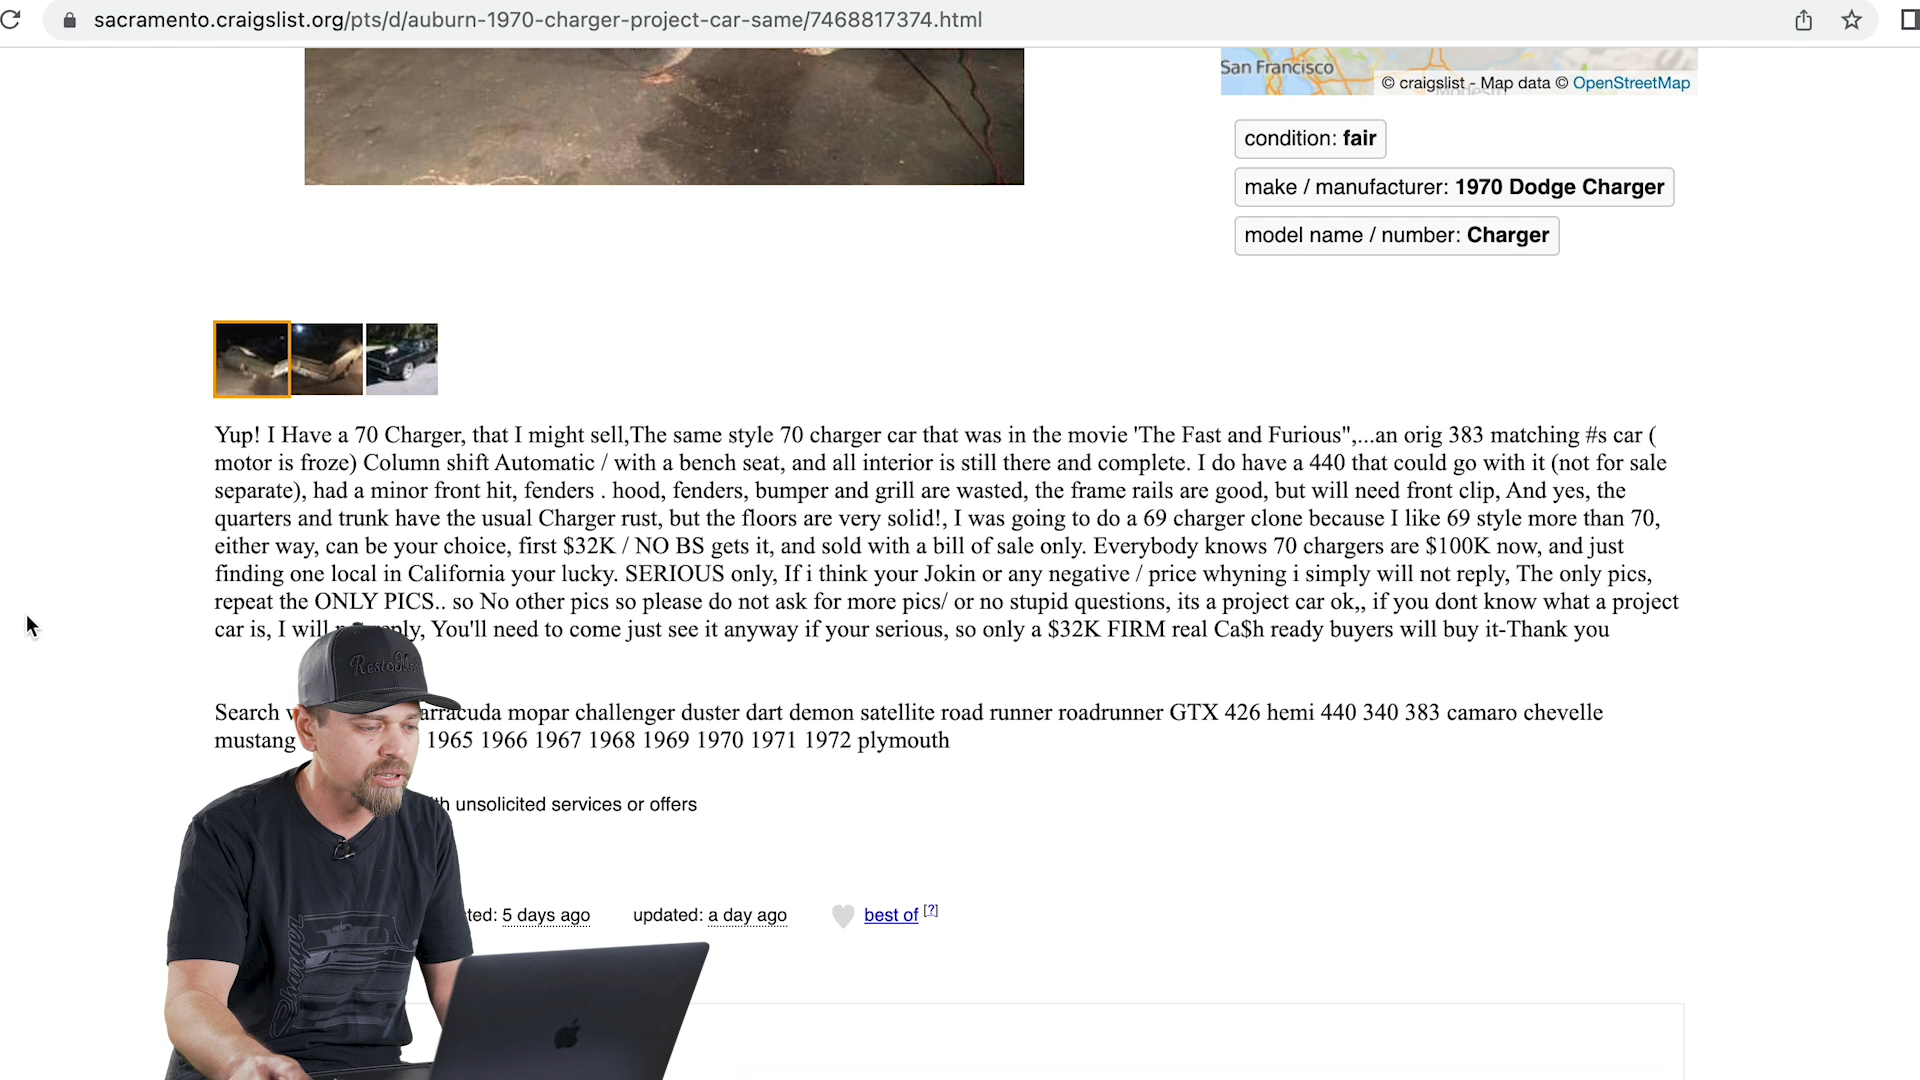 sacramento.craigslist.org/pts/d/auburn-1970-charger-project-car-same/7468817374.html
San Francisco
© craigslist - Map data © OpenStreetMap
condition: fair
make / manufacturer: 1970 Dodge Charger
model name / number: Charger
Yup! I Have a 70 Charger, that I might sell,The same style 70 charger car that was in the movie 'The Fast and Furious",...an orig 383 matching #s car (
motor is froze) Column shift Automatic / with a bench seat, and all interior is still there and complete. I do have a 440 that could go with it (not for sale
separate), had a minor front hit, fenders . hood, fenders, bumper and grill are wasted, the frame rails are good, but will need front clip, And yes, the
quarters and trunk have the usual Charger rust, but the floors are very solid!, I was going to do a 69 charger clone because I like 69 style more than 70,
either way, can be your choice, first $32K / NO BS gets it, and sold with a bill of sale only. Everybody knows 70 chargers are $100K now, and just
finding one local in California your lucky. SERIOUS only, If i think your Jokin or any negative / price whyning i simply will not reply, The only pics,
repeat the ONLY PICS.. so No other pics so please do not ask for more pics/ or no stupid questions, its a project car ok,, if you dont know what a project
car is, I will reply, You'll need to come just see it anyway if your serious, so only a $32K FIRM real Ca$h ready buyers will buy it-Thank you
Search mopar challenger duster dart demon satellite road runner roadrunner GTX 426 hemi 440 340 383 camaro chevelle
mustang 1965 1966 1967 1968 1969 1970 1971 1972 plymouth
unsolicited services or offers
5 days ago updated: a day ago best of [?]
Charger